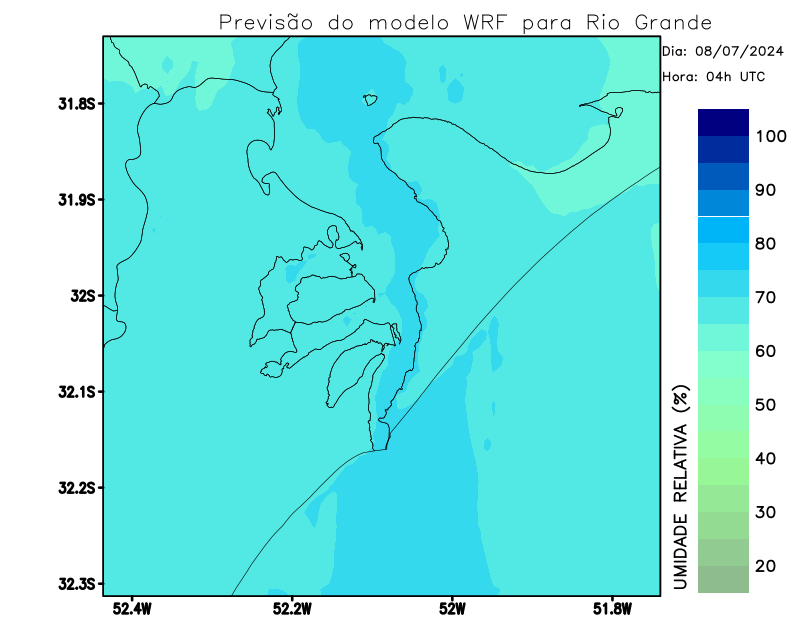 Previsão do modelo WRF para Rio Grande
Dia: 08/07/2024
Hora: 04h UTC
31.8S
31.9S
32S
32.1S
32.2S
32.3S
52.4W
52.2W
52W
51.8W
100
90
80
70
60
50
40
30
20
UMIDADE RELATIVA (%)